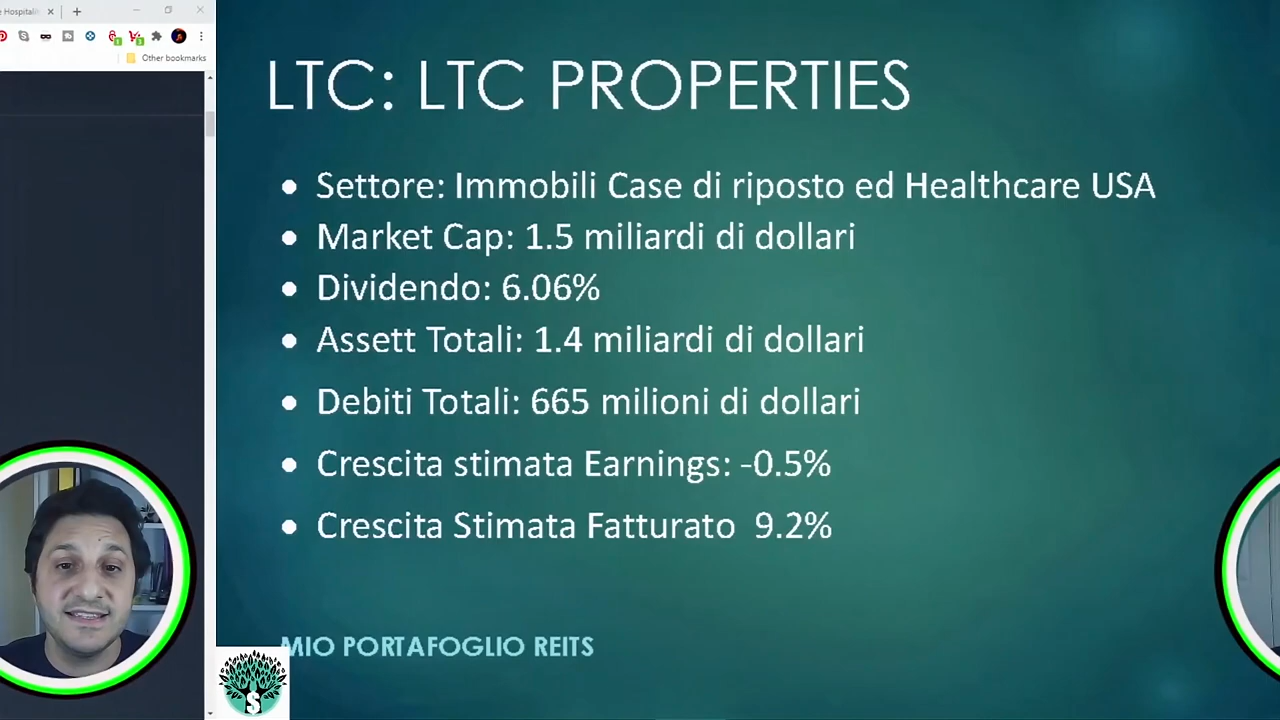 e Hospitali
Other bookmarks
LTC: LTC PROPERTIES
Settore: Immobili Case di riposto ed Healthcare USA
Market Cap: 1.5 miliardi di dollari
Dividendo: 6.06%
Assett Totali: 1.4 miliardi di dollari
Debiti Totali: 665 milioni di dollari
Crescita stimata Earnings: -0.5%
Crescita Stimata Fatturato 9.2%
MIO PORTAFOGLIO REITS
$